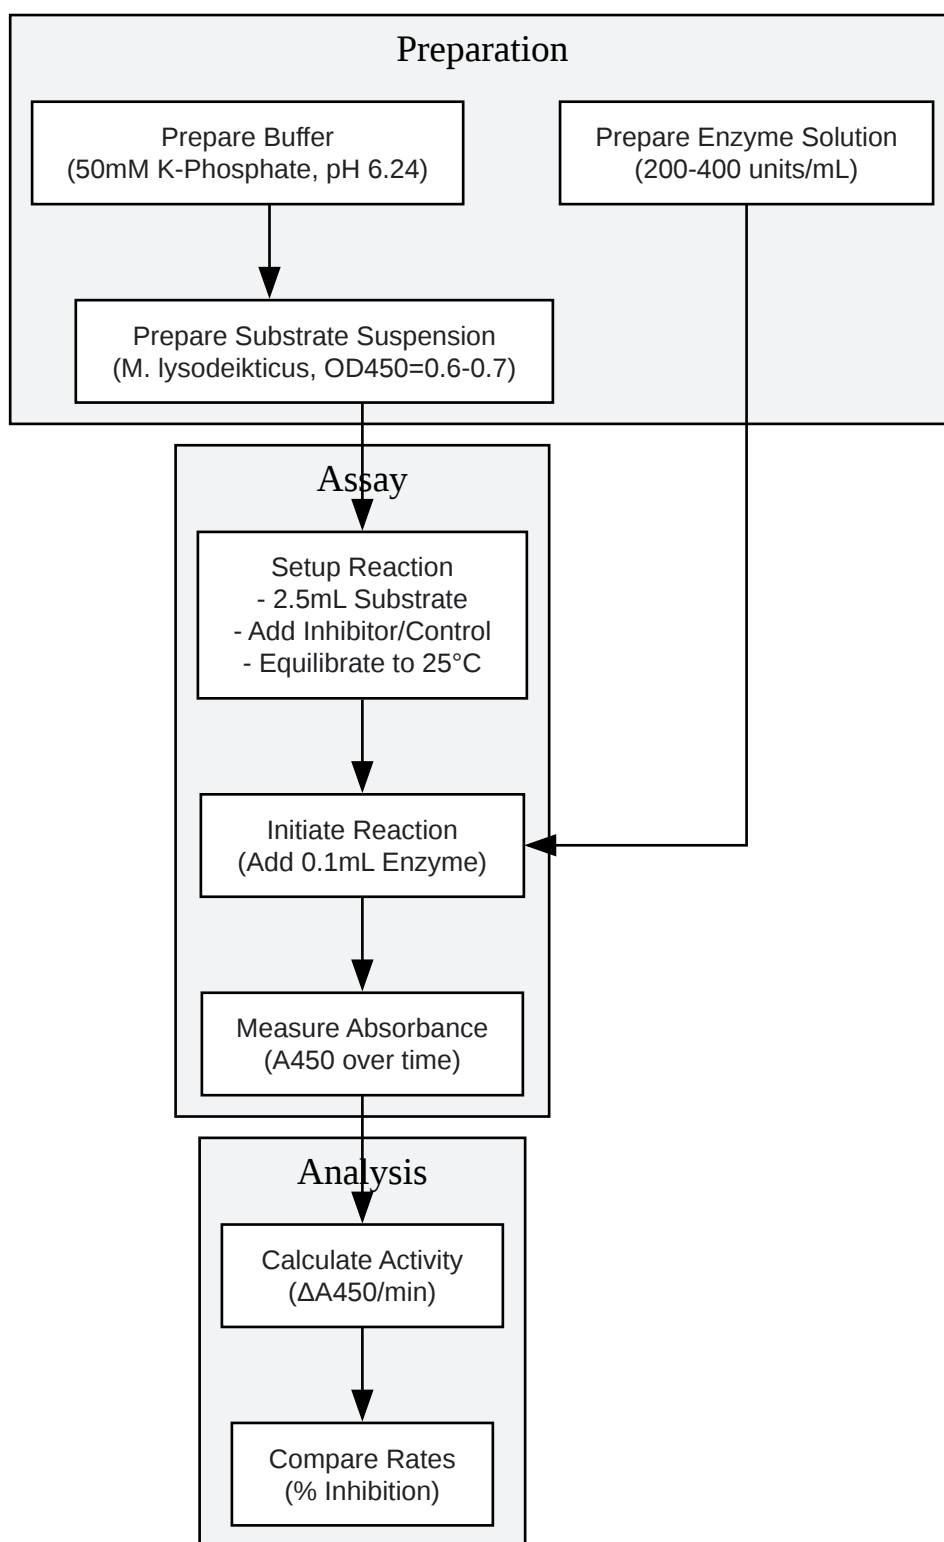 Preparation
Prepare Buffer
(50mM K-Phosphate, pH 6.24)
Prepare Enzyme Solution
(200-400 units/mL)
Prepare Substrate Suspension
(M. lysodeikticus, OD450=0.6-0.7)
Assay
Setup Reaction
- 2.5mL Substrate
- Add Inhibitor/Control
- Equilibrate to 25°C
Initiate Reaction
(Add 0.1mL Enzyme)
Measure Absorbance
(A450 over time)
Analysis
Calculate Activity
(ΔA450/min)
Compare Rates
(% Inhibition)